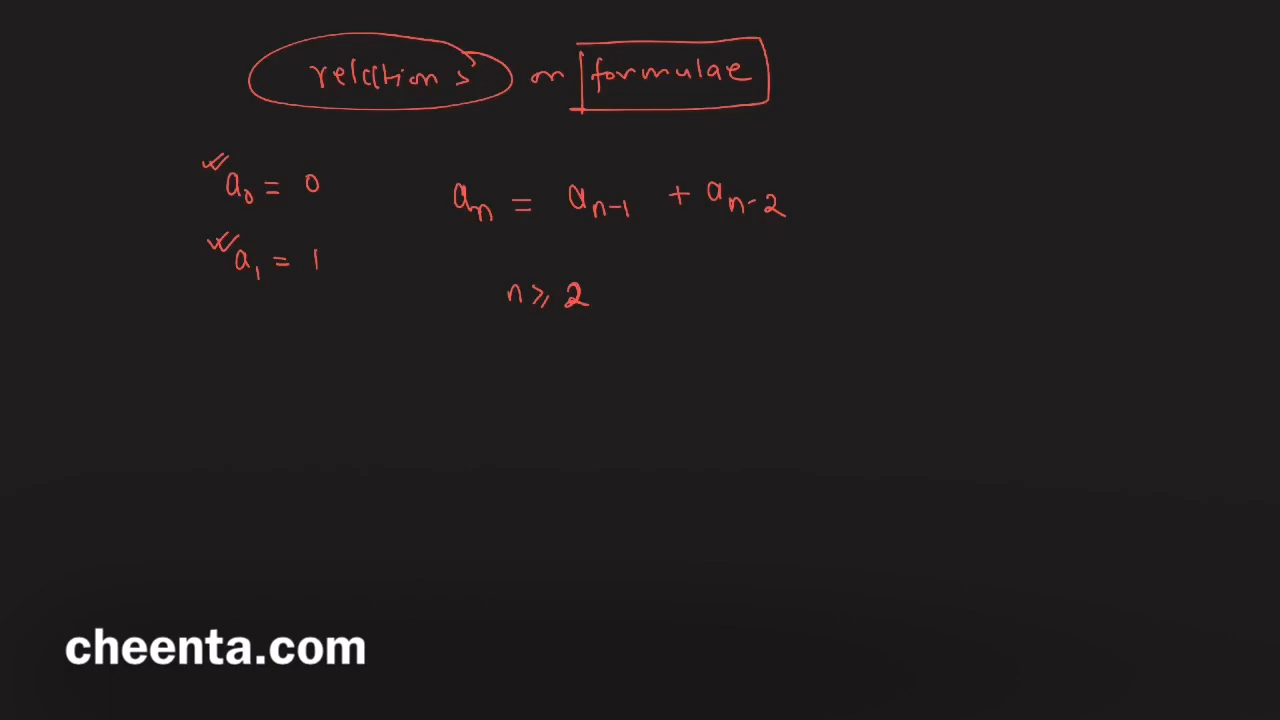 relations or formulae
a₀ = 0
aₙ = aₙ₋₁ + aₙ₋₂
a₁ = 1
n ⩾ 2
cheenta.com